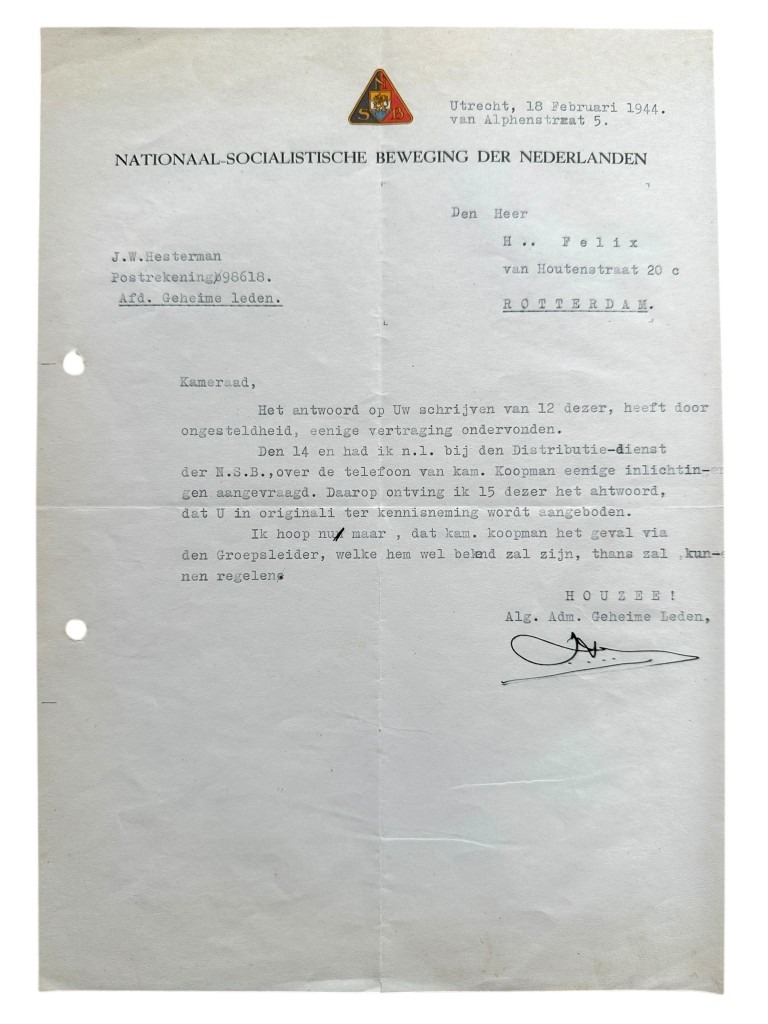 N
S B
Utrecht, 18 Februari 1944.
van Alphenstraat 5.
NATIONAAL-SOCIALISTISCHE BEWEGING DER NEDERLANDEN
Den Heer
H.. Felix
van Houtenstraat 20 c
ROTTERDAM.
J.W.Hesterman
Postrekening 98618.
Afd. Geheime leden.
Kameraad,
Het antwoord op Uw schrijven van 12 dezer, heeft door
ongesteldheid, eenige vertraging ondervonden.
Den 14 en had ik n.l. bij den Distributie-dienst
der N.S.B.,over de telefoon van kam. Koopman eenige inlichtin-
gen aangevraagd. Daarop ontving ik 15 dezer het ahtwoord,
dat U in originali ter kennisneming wordt aangeboden.
Ik hoop nu maar , dat kam. koopman het geval via
den Groepsleider, welke hem wel bekend zal zijn, thans zal ,kun-
nen regelen
HOUZEE!
Alg. Adm. Geheime Leden,